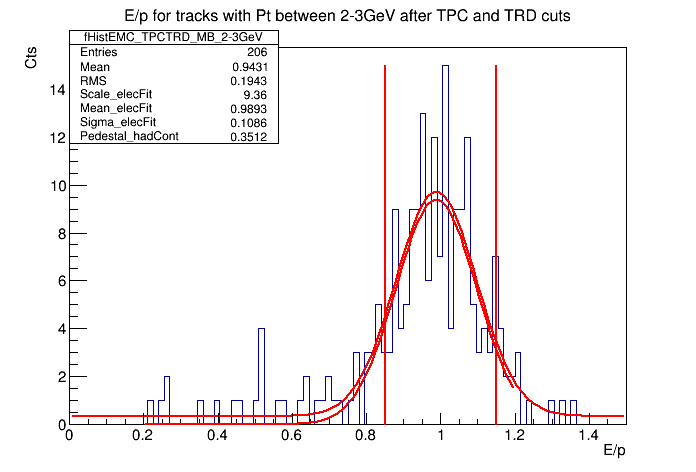 E/p for tracks with Pt between 2-3GeV after TPC and TRD cuts
fHistEMC_TPCTRD_MB_2-3GeV
Entries 206
Mean 0.9431
RMS 0.1943
Scale_elecFit 9.36
Mean_elecFit 0.9893
Sigma_elecFit 0.1086
Pedestal_hadCont 0.3512
Cts
14
12
10
8
6
4
2
0
0 0.2 0.4 0.6 0.8 1 1.2 1.4
E/p